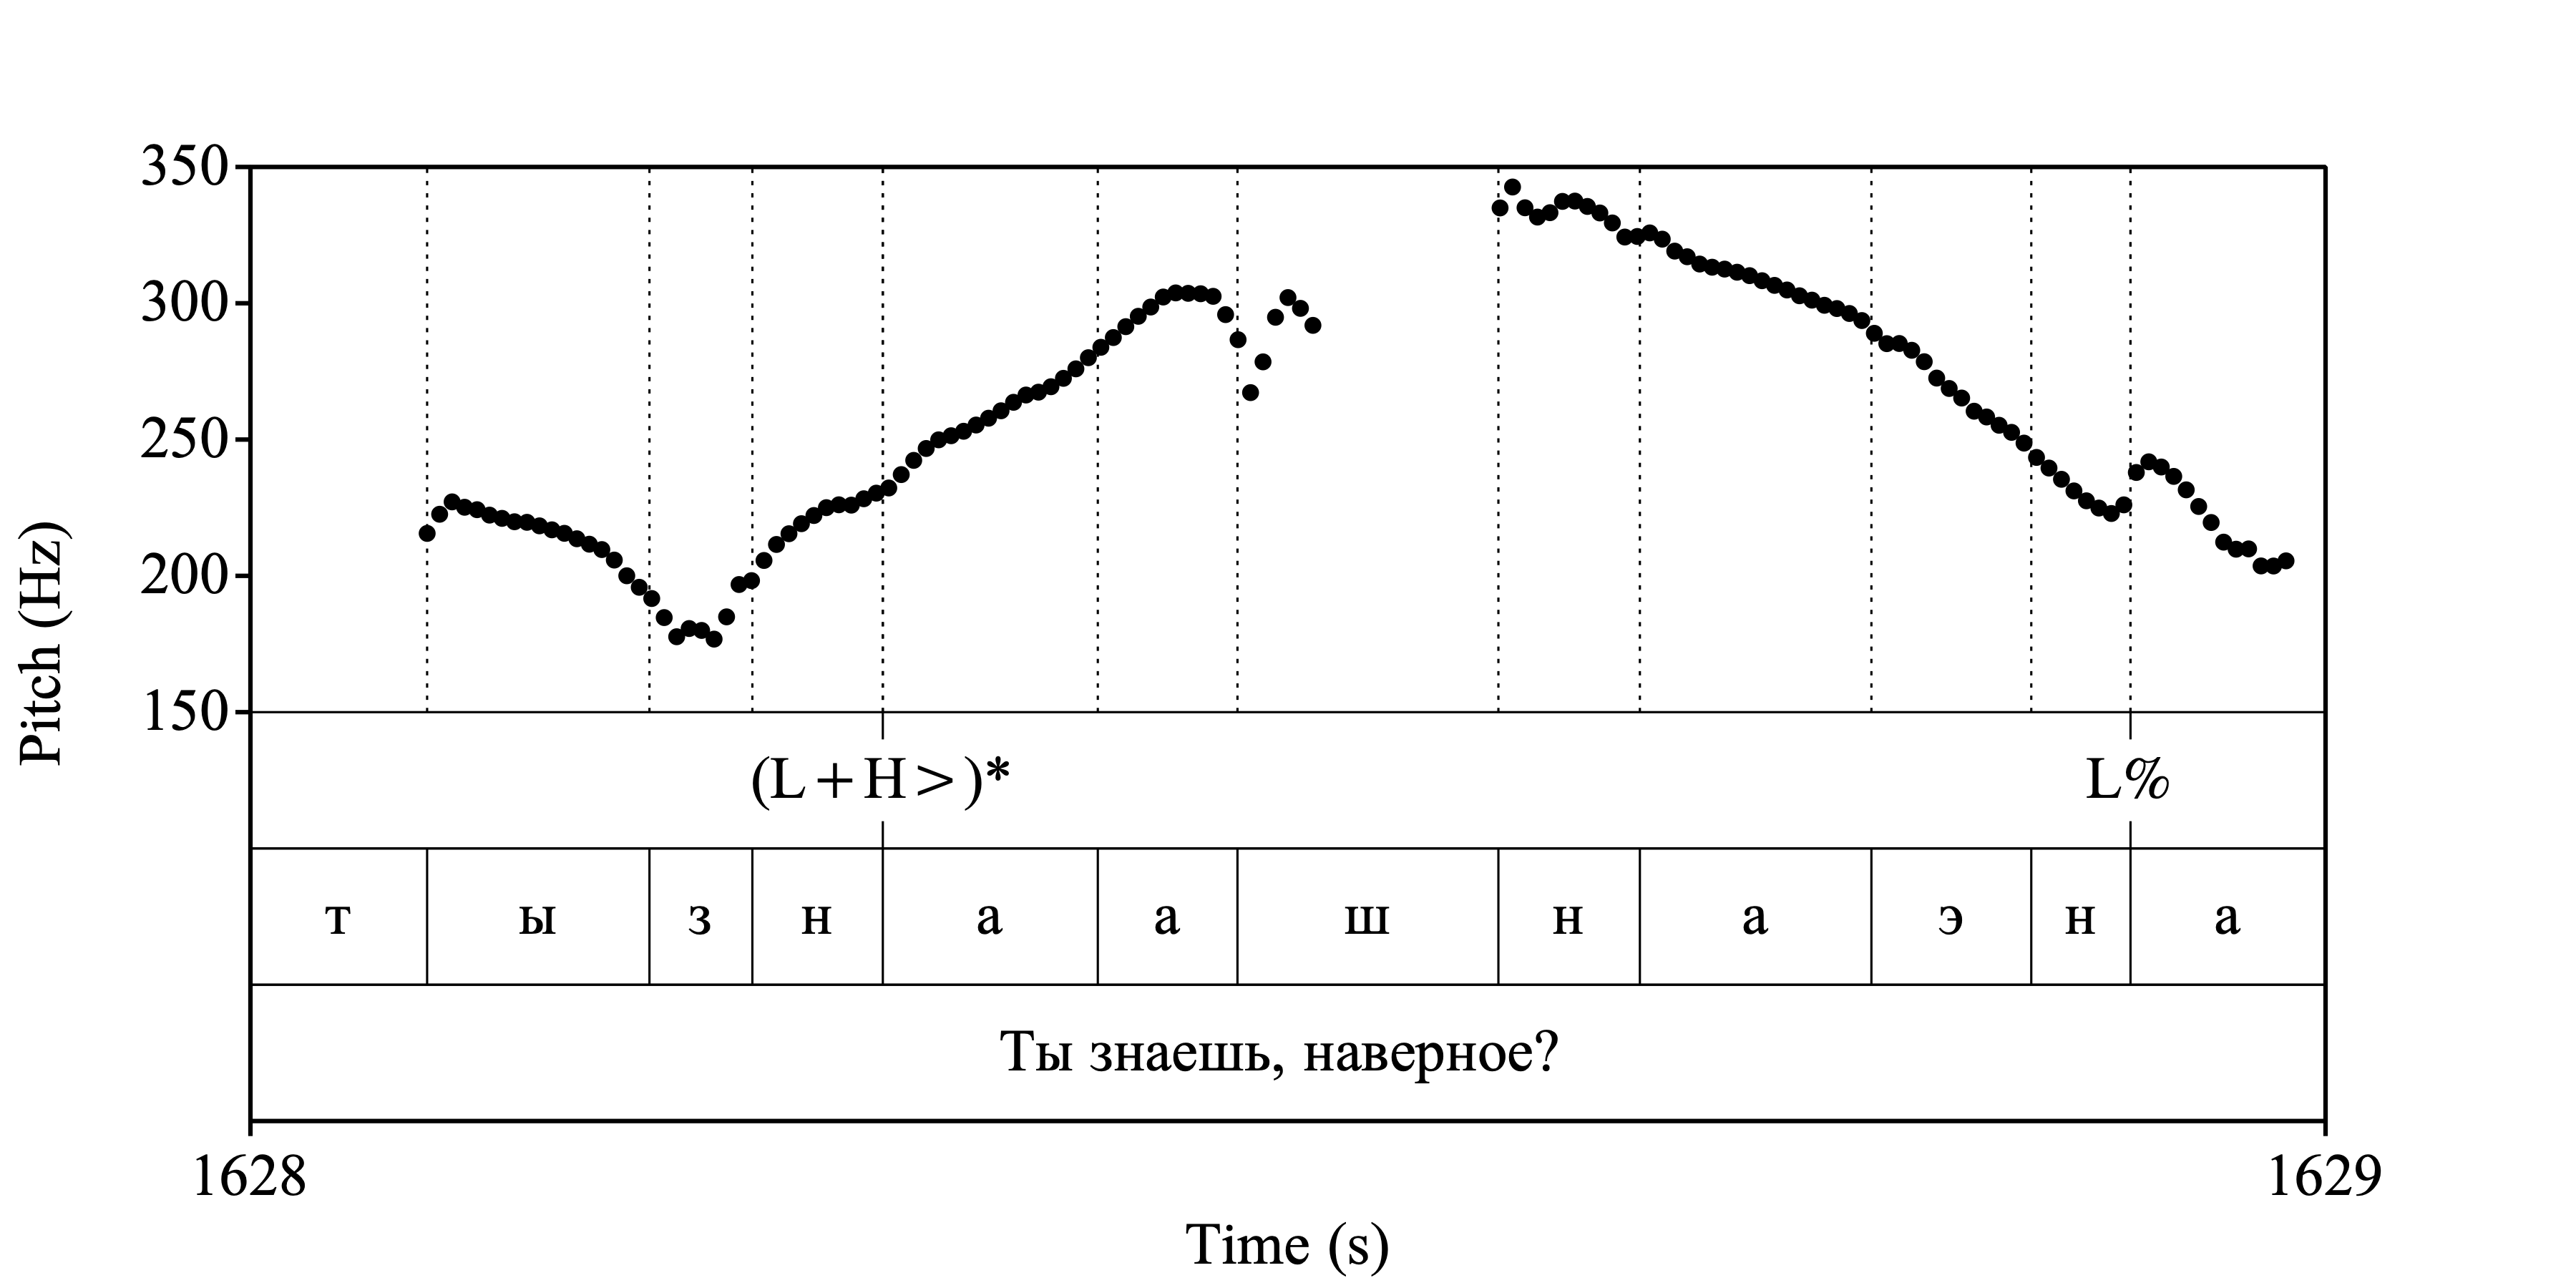 350
300
250
200
150
Pitch (Hz)
(L+H>)* L%
т ы з н а а ш н а э н а
Ты знаешь, наверное?
1628 1629
Time (s)